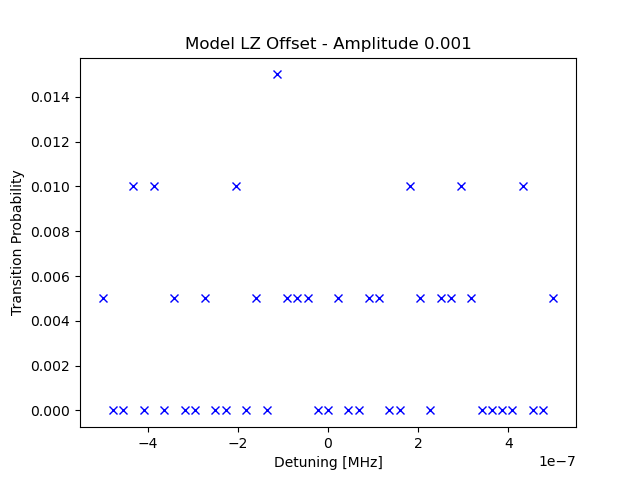 Model LZ Offset - Amplitude 0.001
Transition Probability
0.014
0.012
0.010
0.008
0.006
0.004
0.002
0.000
−4 −2 0 2 4
1e−7
Detuning [MHz]